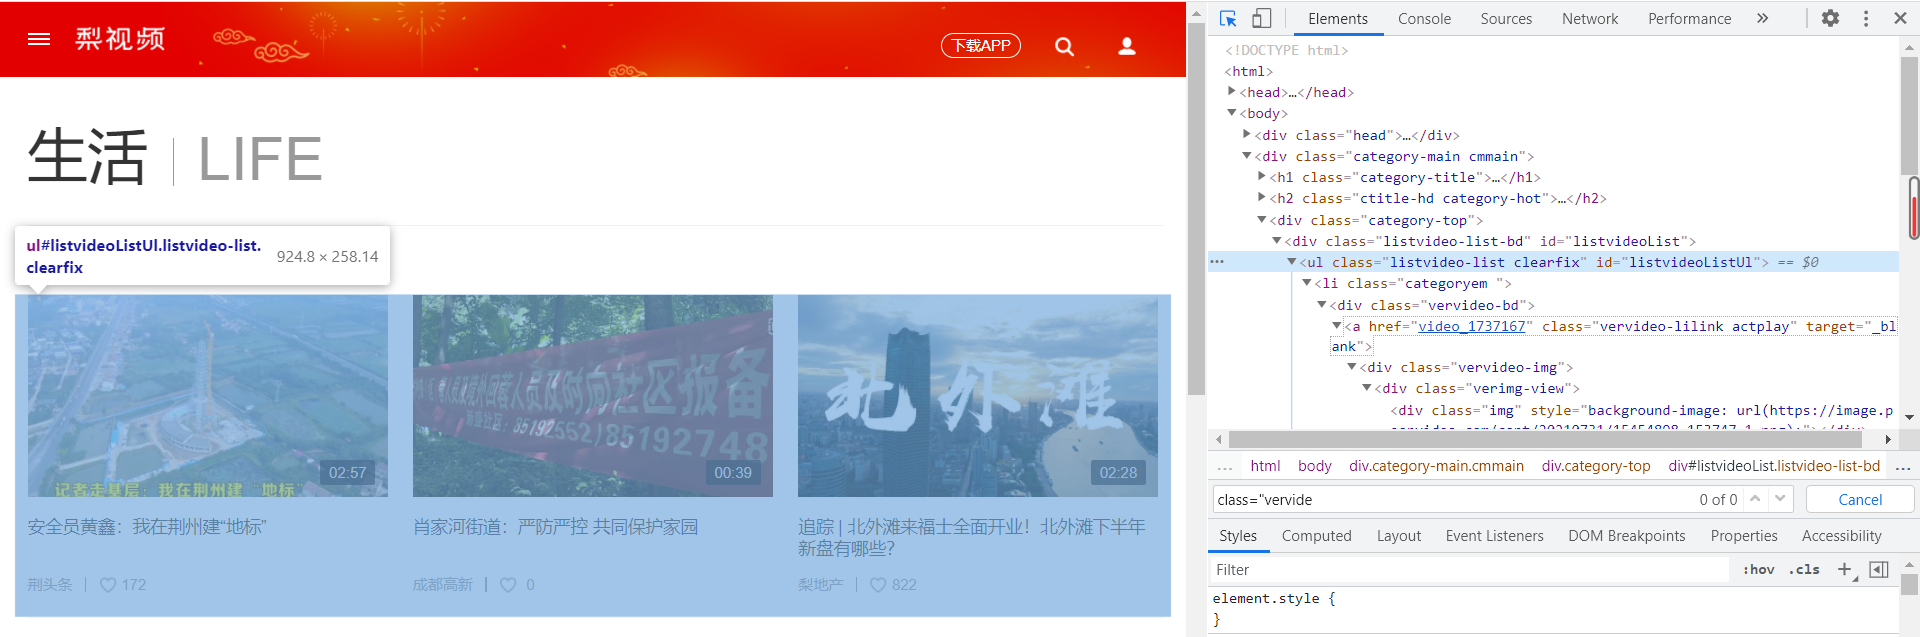 梨视频
下载APP
生活 | LIFE
ul#listvideoListUl.listvideo-list.
clearfix
924.8 × 258.14
记者走基层：我在荆州建“地标”
02:57
新盛社区：85192552/85192748
00:39
北外滩
02:28
安全员黄鑫：我在荆州建“地标”
肖家河街道：严防严控 共同保护家园
追踪 | 北外滩来福士全面开业！北外滩下半年
新盘有哪些？
荆头条 | 172
成都高新 | 0
梨地产 | 822
Elements Console Sources Network Performance »
<!DOCTYPE html>
<html>
<head>…</head>
<body>
<div class="head">…</div>
<div class="category-main cmmain">
<h1 class="category-title">…</h1>
<h2 class="ctitle-hd category-hot">…</h2>
<div class="category-top">
<div class="listvideo-list-bd" id="listvideoList">
… <ul class="listvideo-list clearfix" id="listvideoListUl"> == $0
<li class="categoryem ">
<div class="vervideo-bd">
<a href="video_1737167" class="vervideo-lilink actplay" target="_bl
ank">
<div class="vervideo-img">
<div class="verimg-view">
<div class="img" style="background-image: url(https://image.p
… html body div.category-main.cmmain div.category-top div#listvideoList.listvideo-list-bd …
class="vervide
0 of 0
Cancel
Styles Computed Layout Event Listeners DOM Breakpoints Properties Accessibility
Filter
:hov .cls +
element.style {
}